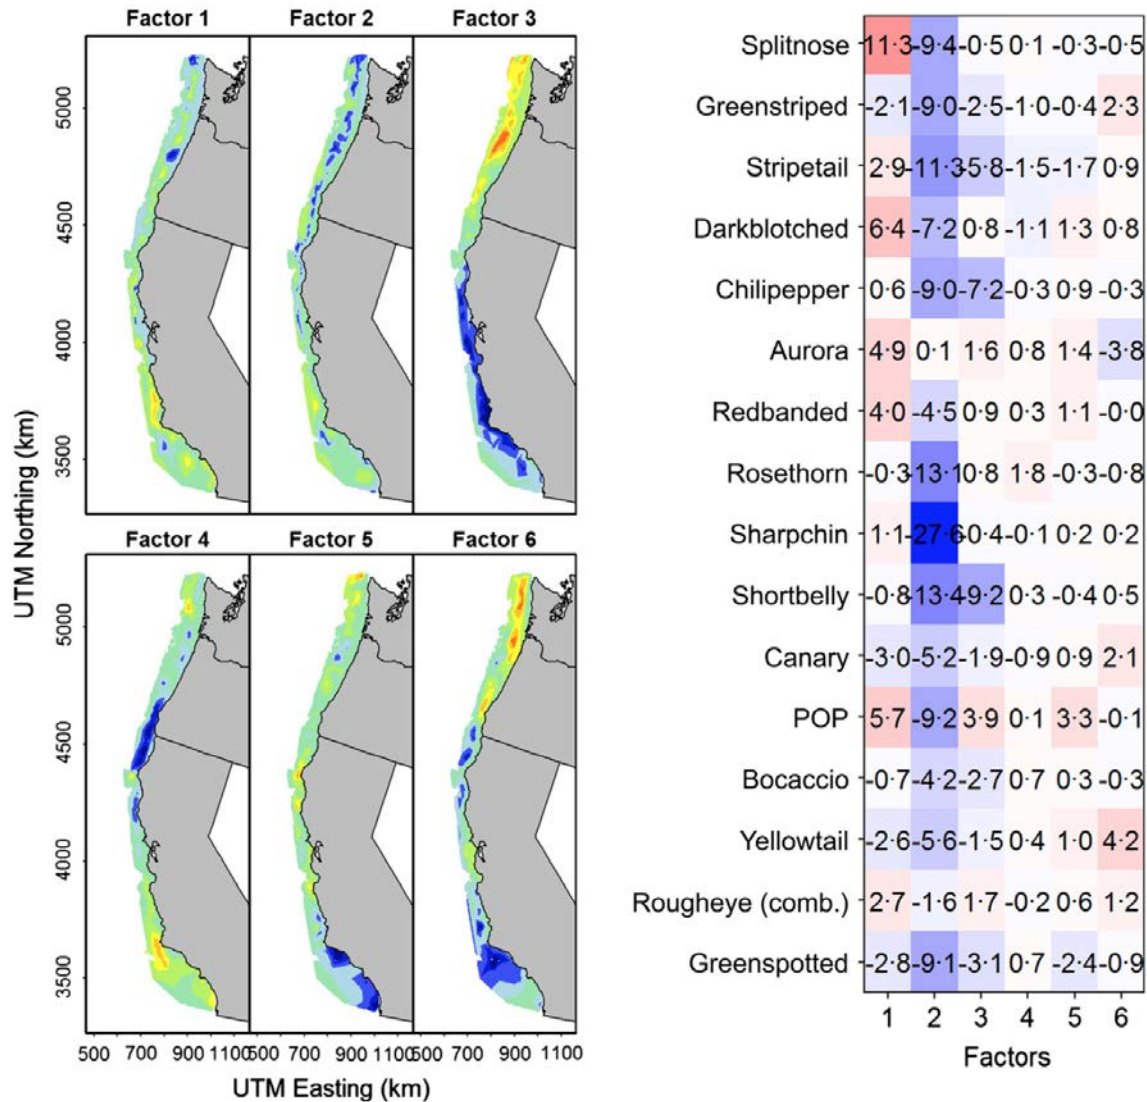 Factor 1 Factor 2 Factor 3
5000
4500
4000
3500
Factor 4 Factor 5 Factor 6
5000
4500
4000
3500
500 700 900 1100 500 700 900 1100 500 700 900 1100
UTM Northing (km)
UTM Easting (km)
Splitnose 11·3 -9·4 -0·5 0·1 -0·3 -0·5
Greenstriped -2·1 -9·0 -2·5 -1·0 -0·4 2·3
Stripetail 2·9 -11·3 -5·8 -1·5 -1·7 0·9
Darkblotched 6·4 -7·2 0·8 -1·1 1·3 0·8
Chilipepper 0·6 -9·0 -7·2 -0·3 0·9 -0·3
Aurora 4·9 0·1 1·6 0·8 1·4 -3·8
Redbanded 4·0 -4·5 0·9 0·3 1·1 -0·0
Rosethorn -0·3 -13·1 0·8 1·8 -0·3 -0·8
Sharpchin 1·1 -27·6 -0·4 -0·1 0·2 0·2
Shortbelly -0·8 -13·4 -9·2 0·3 -0·4 0·5
Canary -3·0 -5·2 -1·9 -0·9 0·9 2·1
POP 5·7 -9·2 3·9 0·1 3·3 -0·1
Bocaccio -0·7 -4·2 -2·7 0·7 0·3 -0·3
Yellowtail -2·6 -5·6 -1·5 0·4 1·0 4·2
Rougheye (comb.) 2·7 -1·6 1·7 -0·2 0·6 1·2
Greenspotted -2·8 -9·1 -3·1 0·7 -2·4 -0·9
1 2 3 4 5 6
Factors